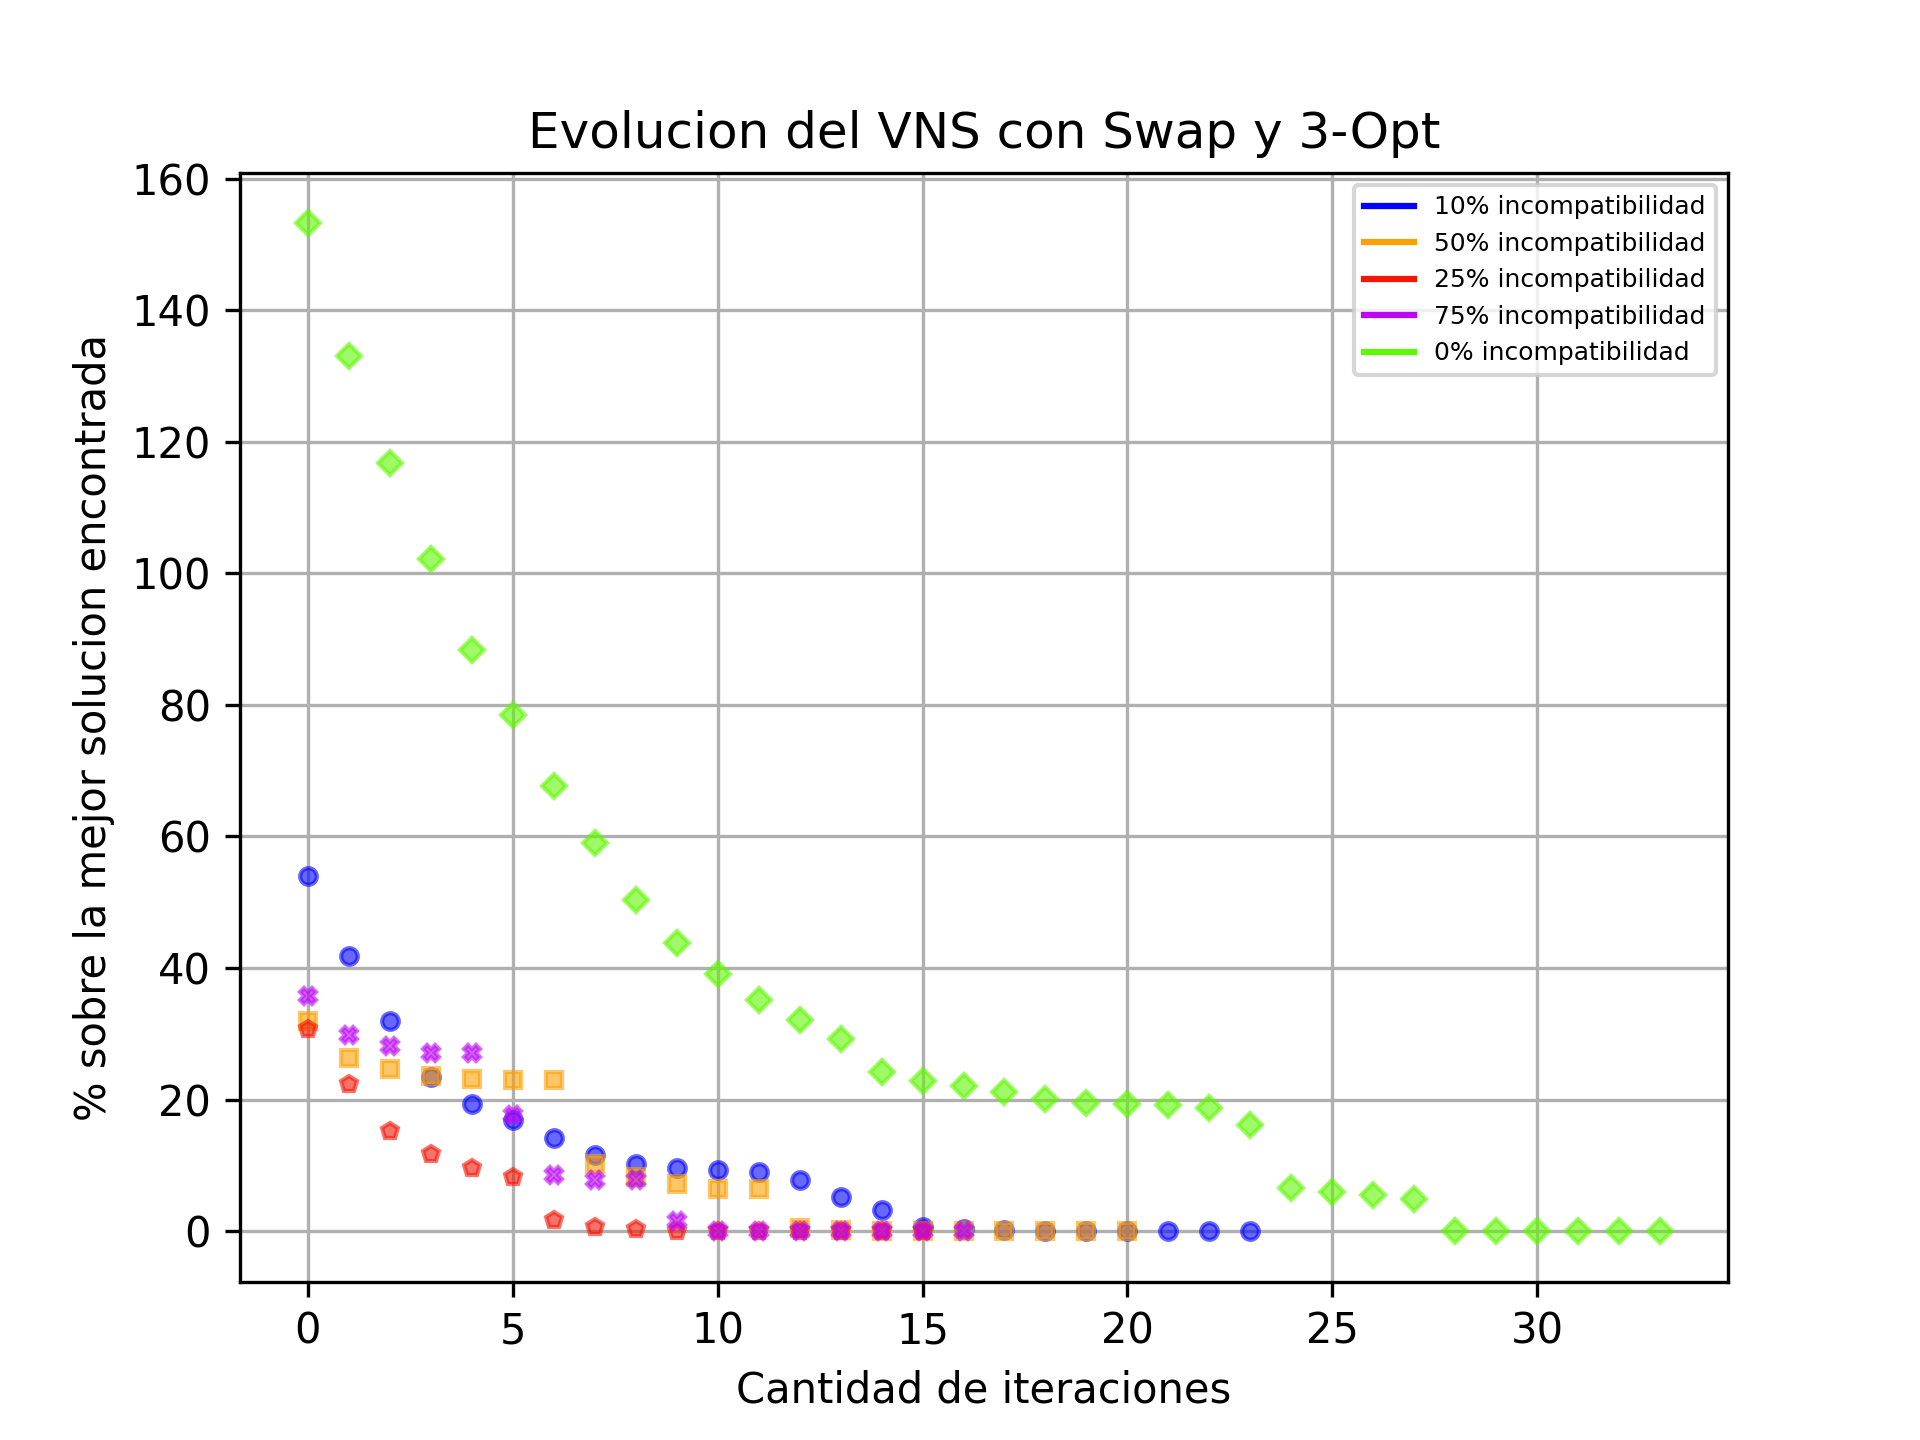 Evolucion del VNS con Swap y 3-Opt
160
140
120
100
80
60
40
20
0
% sobre la mejor solucion encontrada
10% incompatibilidad
50% incompatibilidad
25% incompatibilidad
75% incompatibilidad
0% incompatibilidad
0 5 10 15 20 25 30
Cantidad de iteraciones